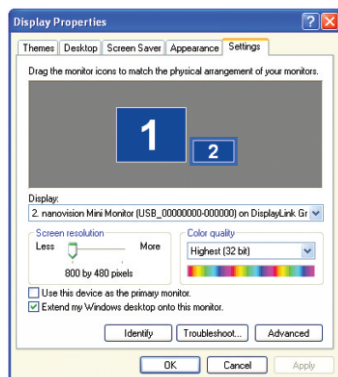 Display Properties
Themes Desktop Screen Saver Appearance Settings
Drag the monitor icons to match the physical arrangement of your monitors.
1
2
Display:
2. nanovision Mini Monitor (USB_00000000-000000) on DisplayLink Gr
Screen resolution
Less More
800 by 480 pixels
Color quality
Highest (32 bit)
Use this device as the primary monitor.
Extend my Windows desktop onto this monitor.
Identify Troubleshoot... Advanced
OK Cancel Apply